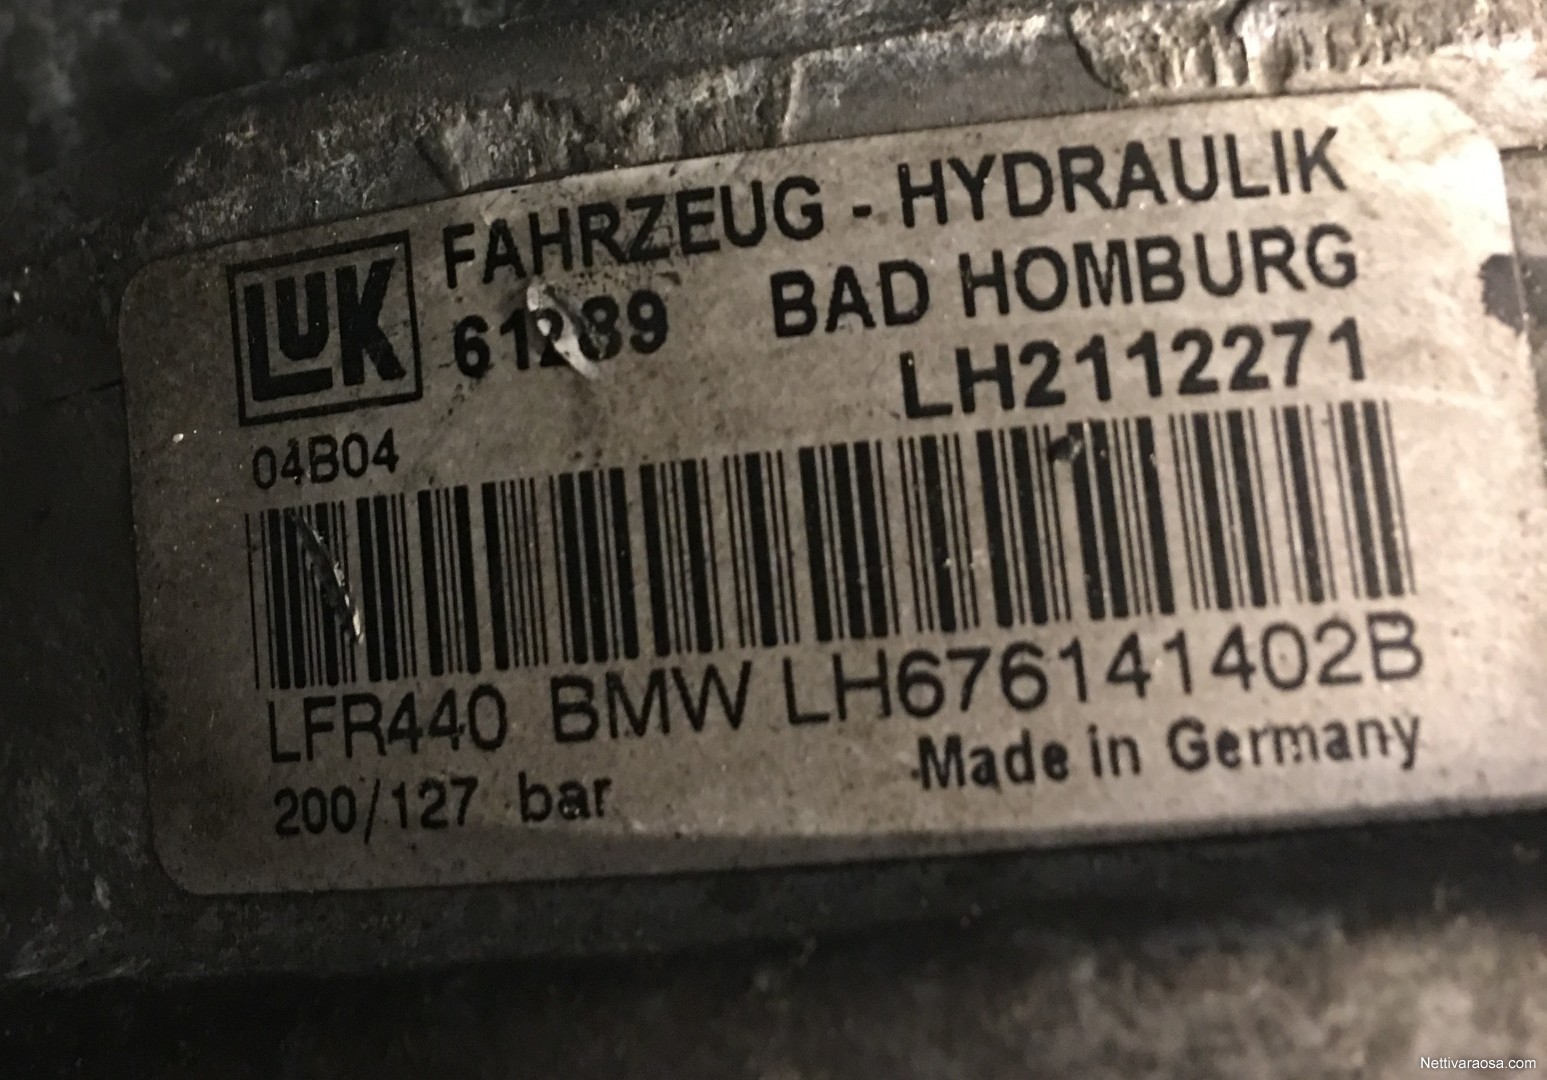 LUK FAHRZEUG - HYDRAULIK
61289 BAD HOMBURG
LH2112271
04B04
LFR440 BMW LH676141402B
200/127 bar Made in Germany
Nettivaraosa.com